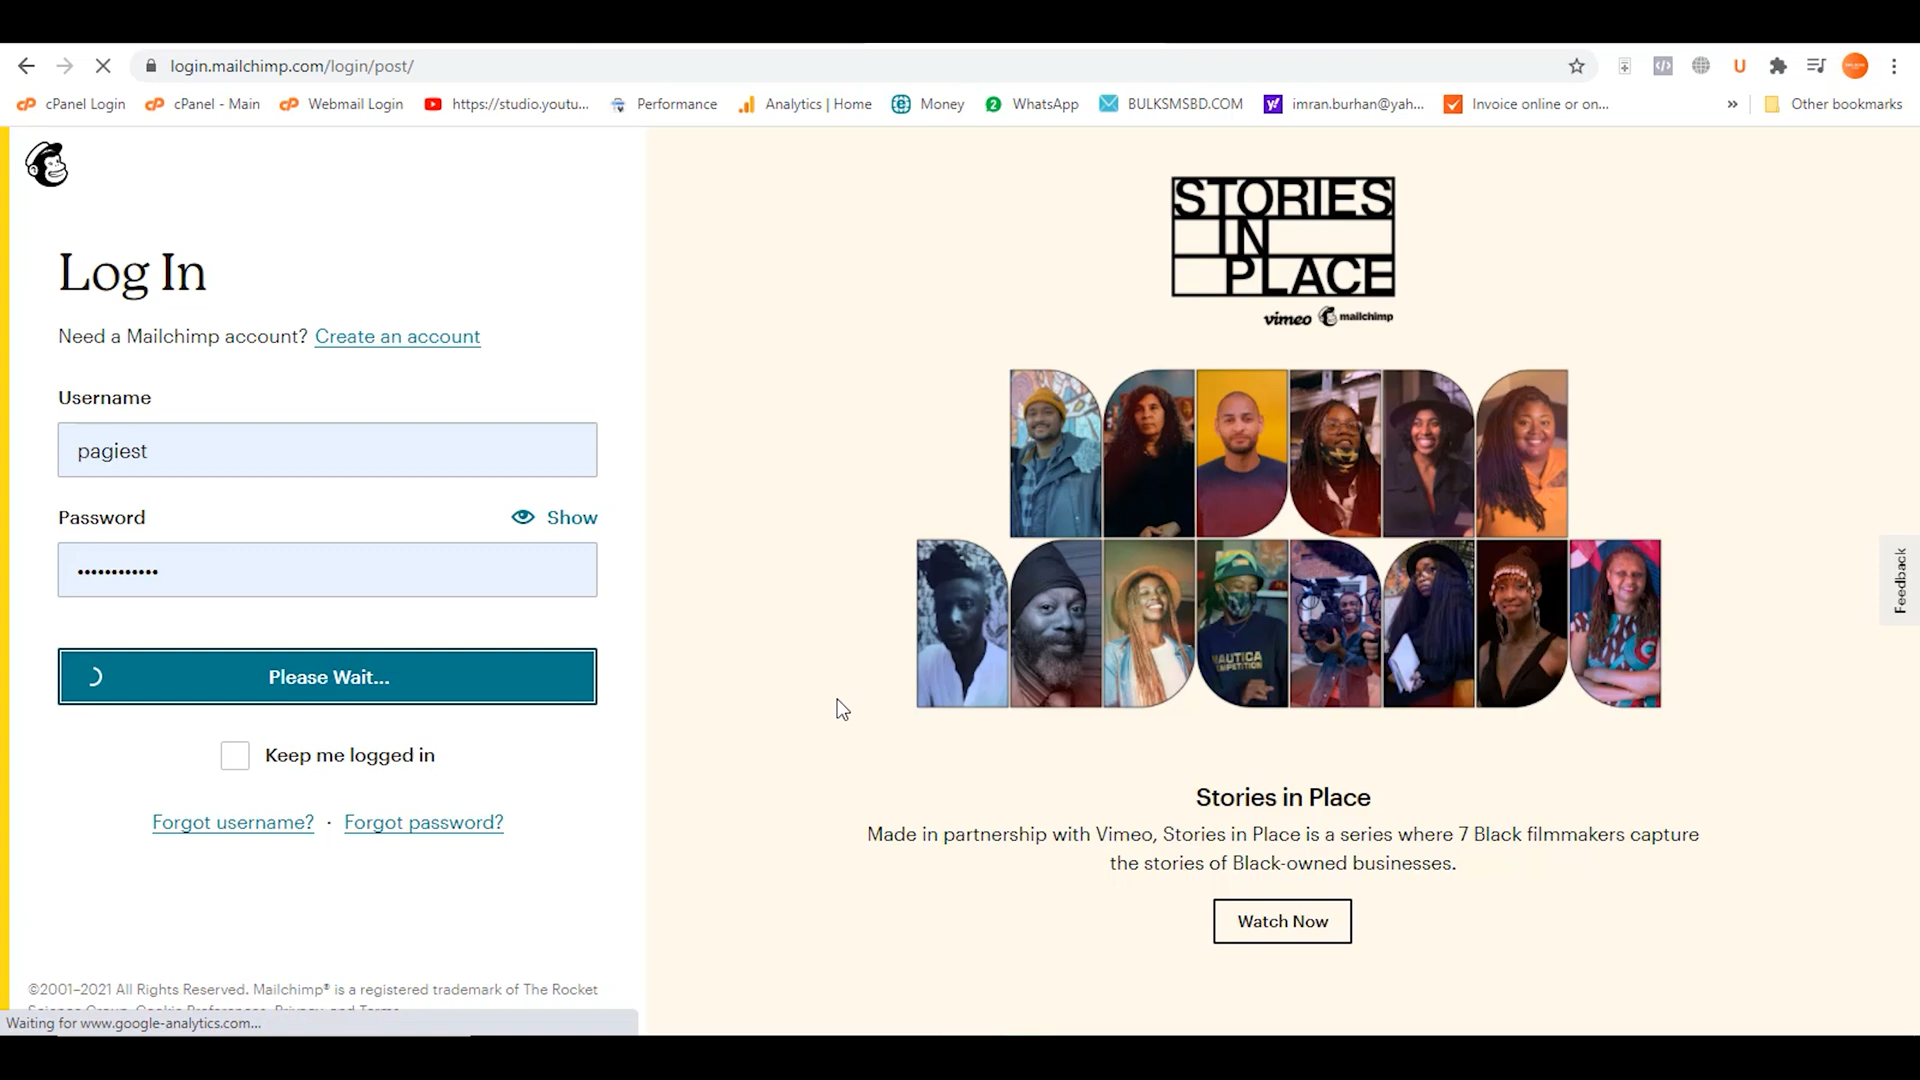 login.mailchimp.com/login/post/
U
cPanel Login cPanel - Main Webmail Login https://studio.youtu... Performance Analytics | Home Money 2 WhatsApp BULKSMSBD.COM imran.burhan@yah... Invoice online or on... » Other bookmarks
Log In
Need a Mailchimp account? Create an account
Username
pagiest
Password Show
••••••••••••
Please Wait...
Keep me logged in
Forgot username? · Forgot password?
©2001–2021 All Rights Reserved. Mailchimp® is a registered trademark of The Rocket
Waiting for www.google-analytics.com...
STORIES
IN
PLACE
vimeo mailchimp
NAUTICA
Stories in Place
Made in partnership with Vimeo, Stories in Place is a series where 7 Black filmmakers capture
the stories of Black-owned businesses.
Watch Now
Feedback